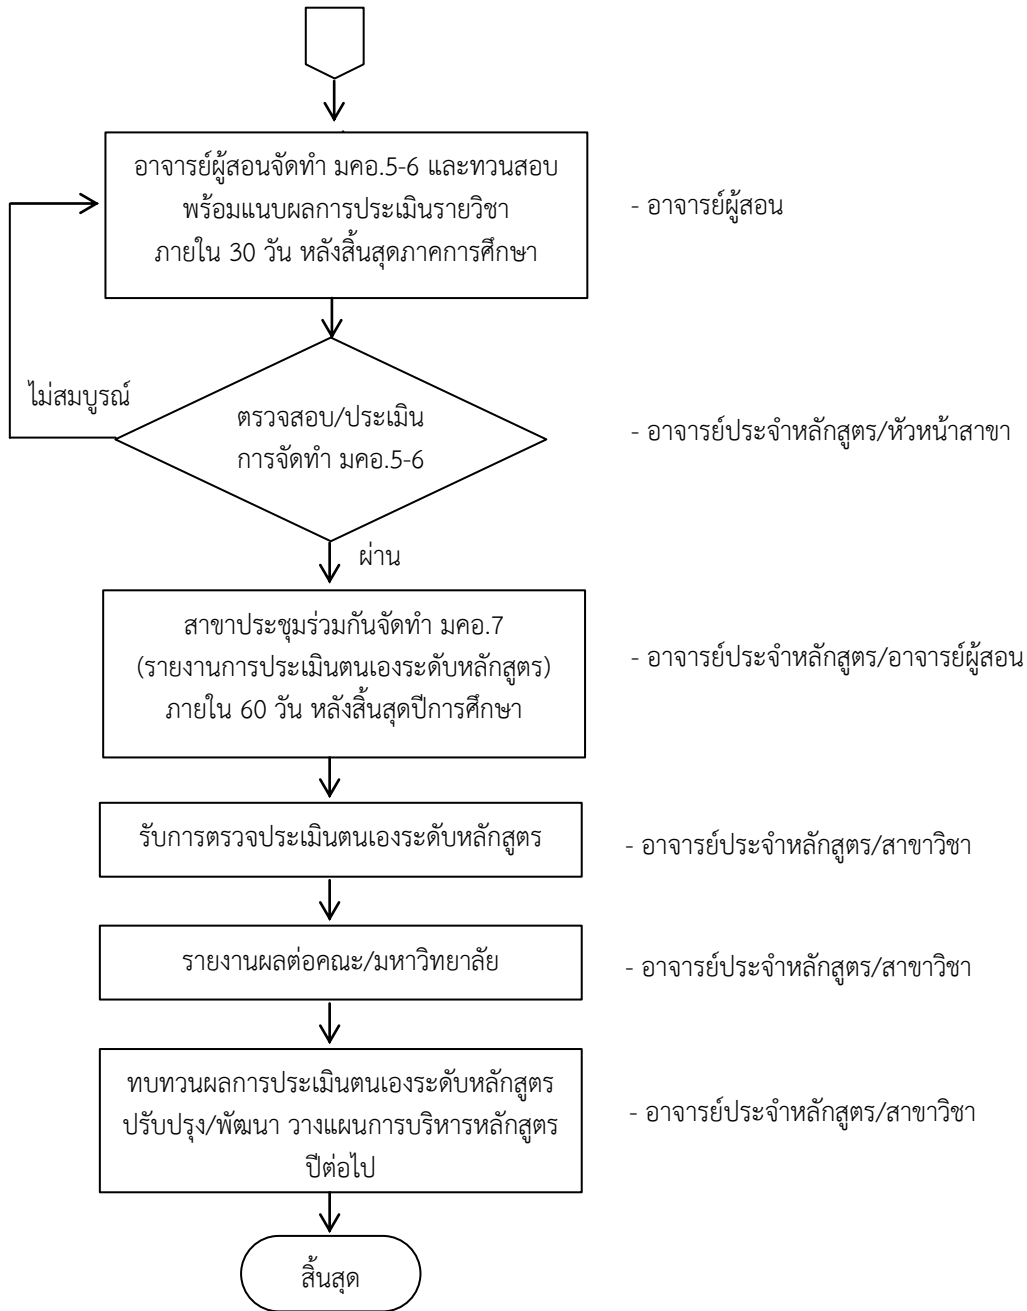 อาจารย์ผู้สอนจัดทำ มคอ.5-6 และทวนสอบ
พร้อมแนบผลการประเมินรายวิชา
ภายใน 30 วัน หลังสิ้นสุดภาคการศึกษา
- อาจารย์ผู้สอน
ไม่สมบูรณ์
ตรวจสอบ/ประเมิน
การจัดทำ มคอ.5-6
- อาจารย์ประจำหลักสูตร/หัวหน้าสาขา
ผ่าน
สาขาประชุมร่วมกันจัดทำ มคอ.7
(รายงานการประเมินตนเองระดับหลักสูตร)
ภายใน 60 วัน หลังสิ้นสุดปีการศึกษา
- อาจารย์ประจำหลักสูตร/อาจารย์ผู้สอน
รับการตรวจประเมินตนเองระดับหลักสูตร
- อาจารย์ประจำหลักสูตร/สาขาวิชา
รายงานผลต่อคณะ/มหาวิทยาลัย
- อาจารย์ประจำหลักสูตร/สาขาวิชา
ทบทวนผลการประเมินตนเองระดับหลักสูตร
ปรับปรุง/พัฒนา วางแผนการบริหารหลักสูตร
ปีต่อไป
- อาจารย์ประจำหลักสูตร/สาขาวิชา
สิ้นสุด